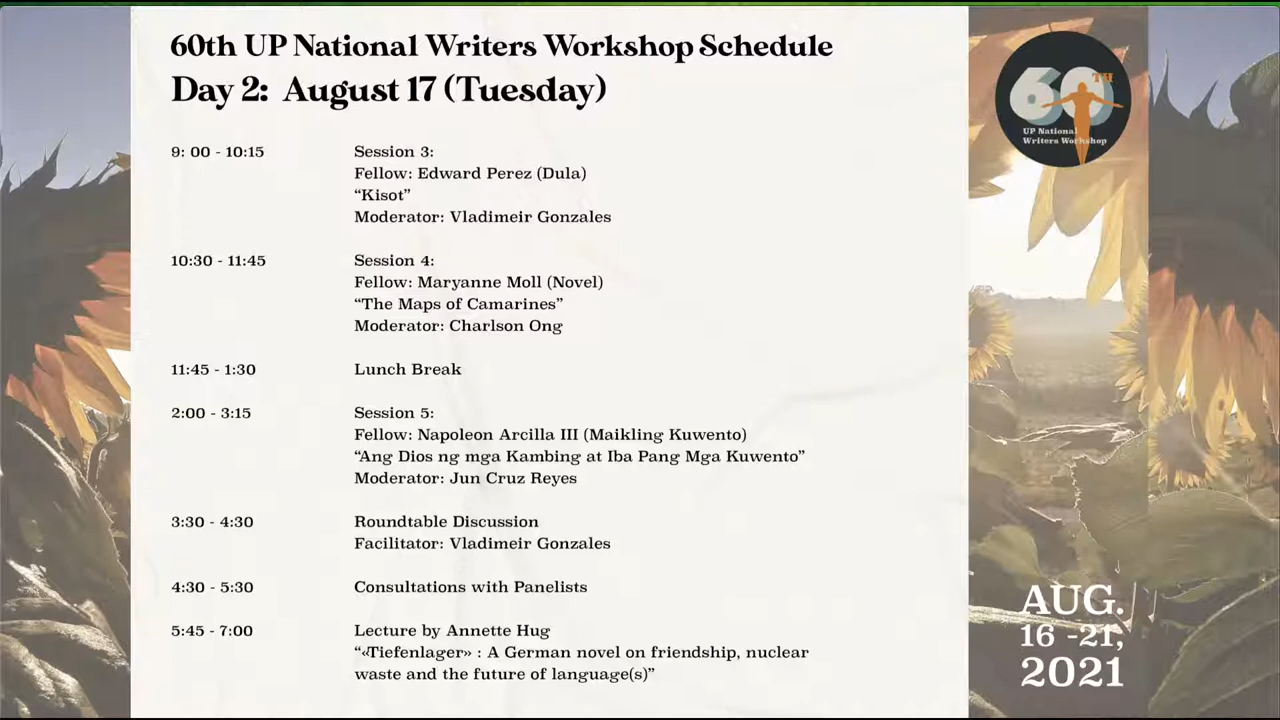 60th UP National Writers Workshop Schedule
Day 2: August 17 (Tuesday)
9: 00 - 10:15
Session 3:
Fellow: Edward Perez (Dula)
“Kisot”
Moderator: Vladimeir Gonzales
10:30 - 11:45
Session 4:
Fellow: Maryanne Moll (Novel)
“The Maps of Camarines”
Moderator: Charlson Ong
11:45 - 1:30
Lunch Break
2:00 - 3:15
Session 5:
Fellow: Napoleon Arcilla III (Maikling Kuwento)
“Ang Dios ng mga Kambing at Iba Pang Mga Kuwento”
Moderator: Jun Cruz Reyes
3:30 - 4:30
Roundtable Discussion
Facilitator: Vladimeir Gonzales
4:30 - 5:30
Consultations with Panelists
5:45 - 7:00
Lecture by Annette Hug
“«Tiefenlager» : A German novel on friendship, nuclear
waste and the future of language(s)”
60TH
UP National
Writers Workshop
AUG.
16 -21,
2021